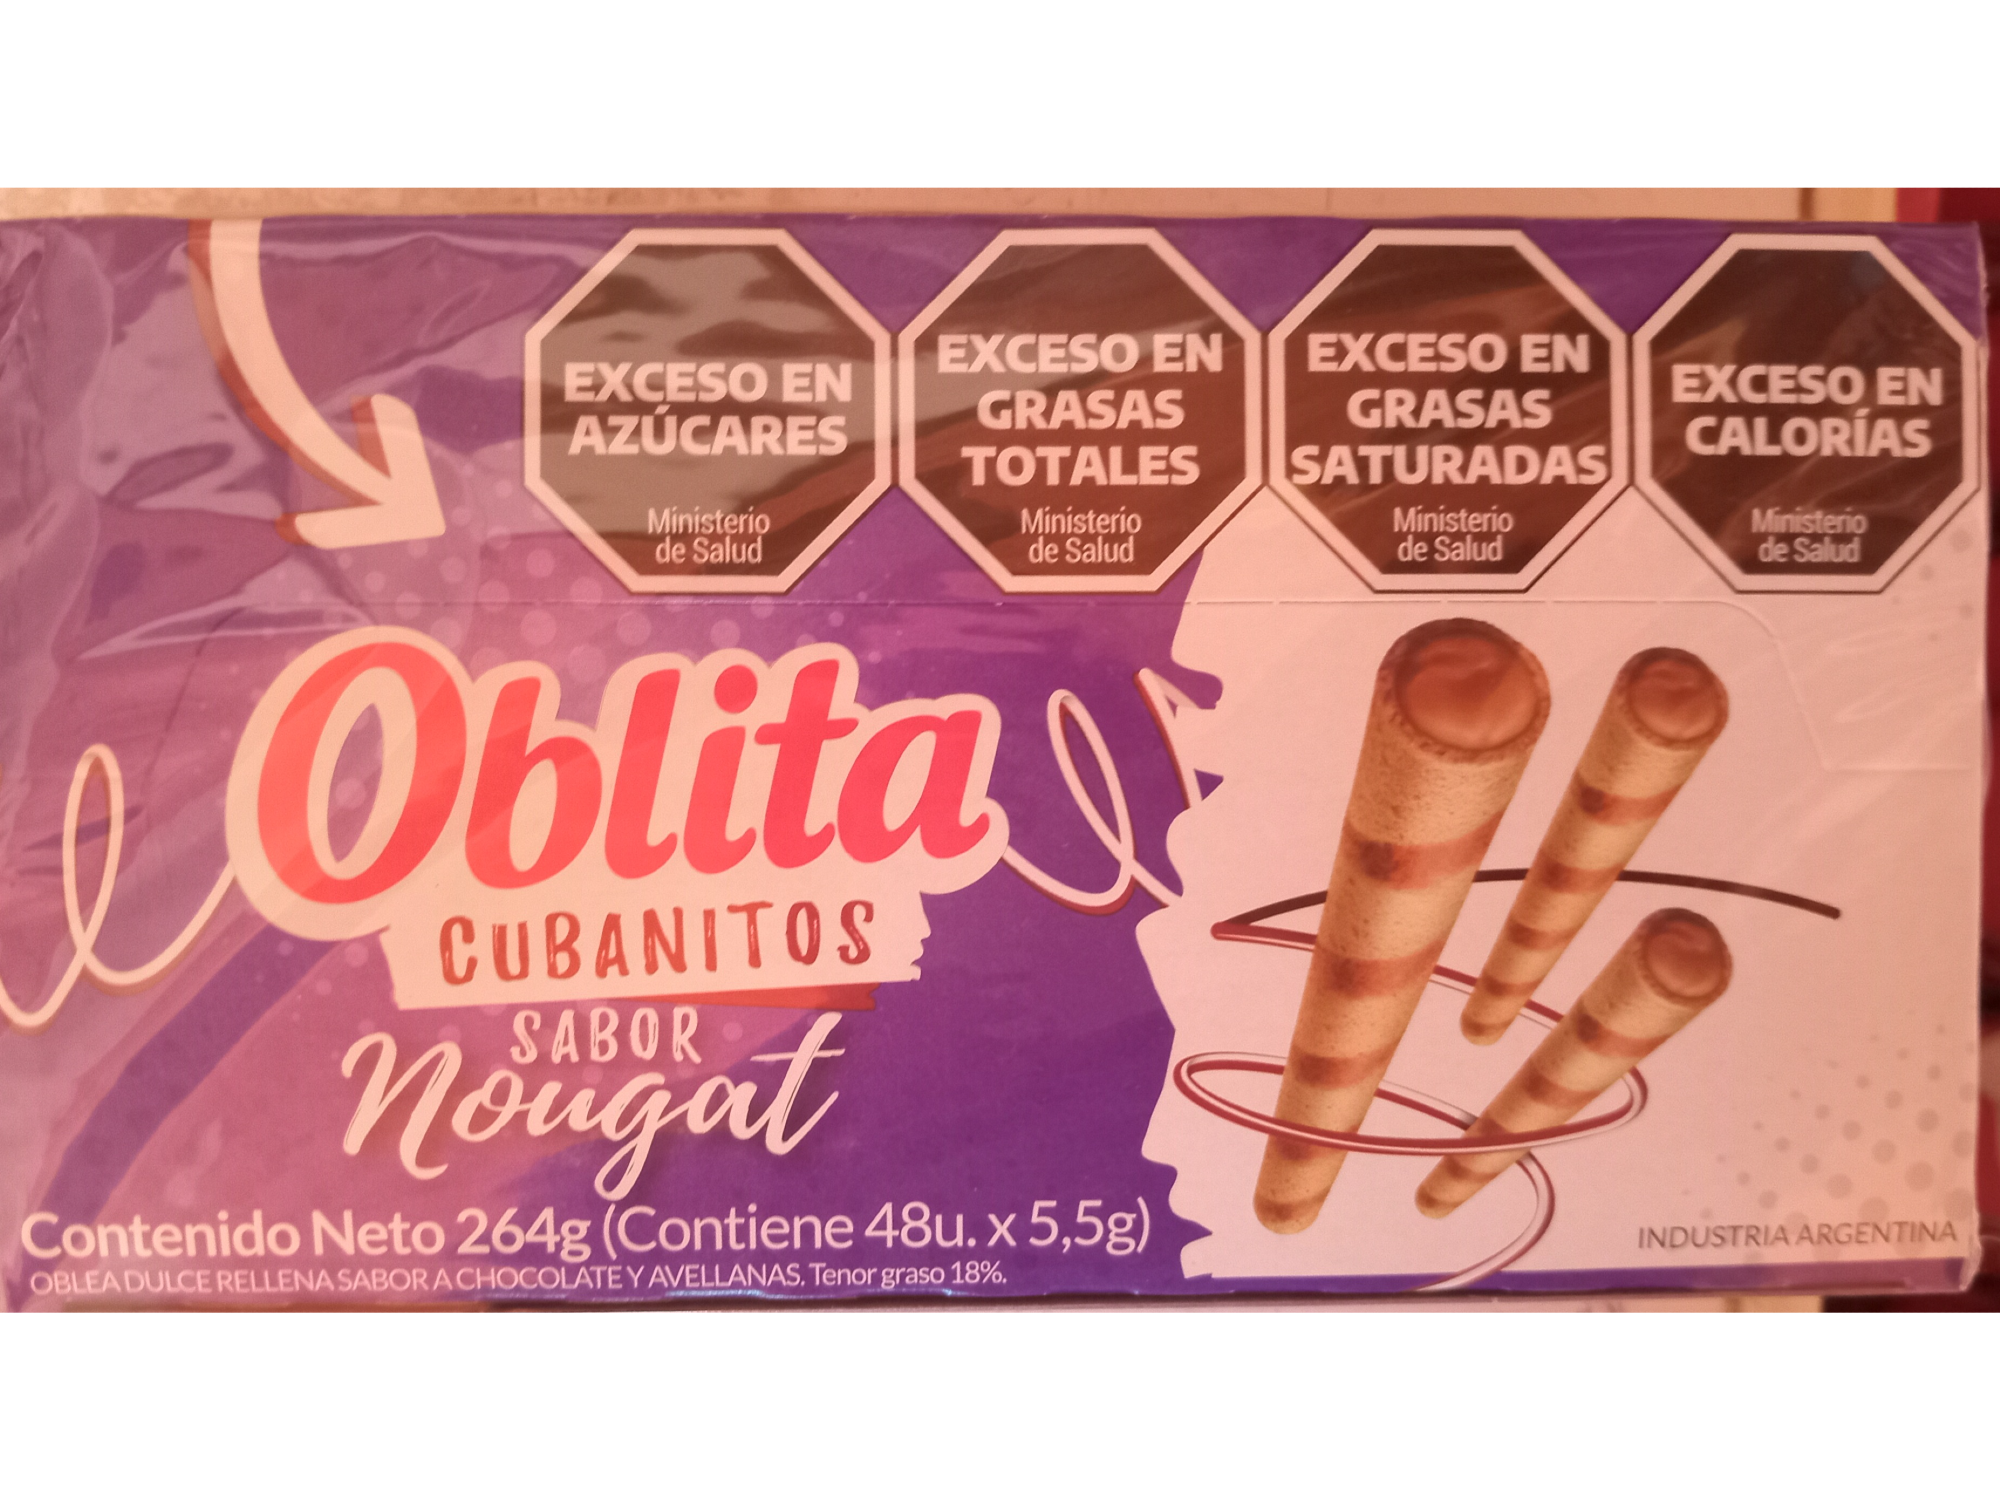 EXCESO EN
AZÚCARES
Ministerio
de Salud
EXCESO EN
GRASAS
TOTALES
Ministerio
de Salud
EXCESO EN
GRASAS
SATURADAS
Ministerio
de Salud
EXCESO EN
CALORÍAS
Ministerio
de Salud
Oblita
CUBANITOS
SABOR
Nougat
Contenido Neto 264g (Contiene 48u. x 5,5g)
OBLEA DULCE RELLENA SABOR A CHOCOLATE Y AVELLANAS. Tenor graso 18%.
INDUSTRIA ARGENTINA